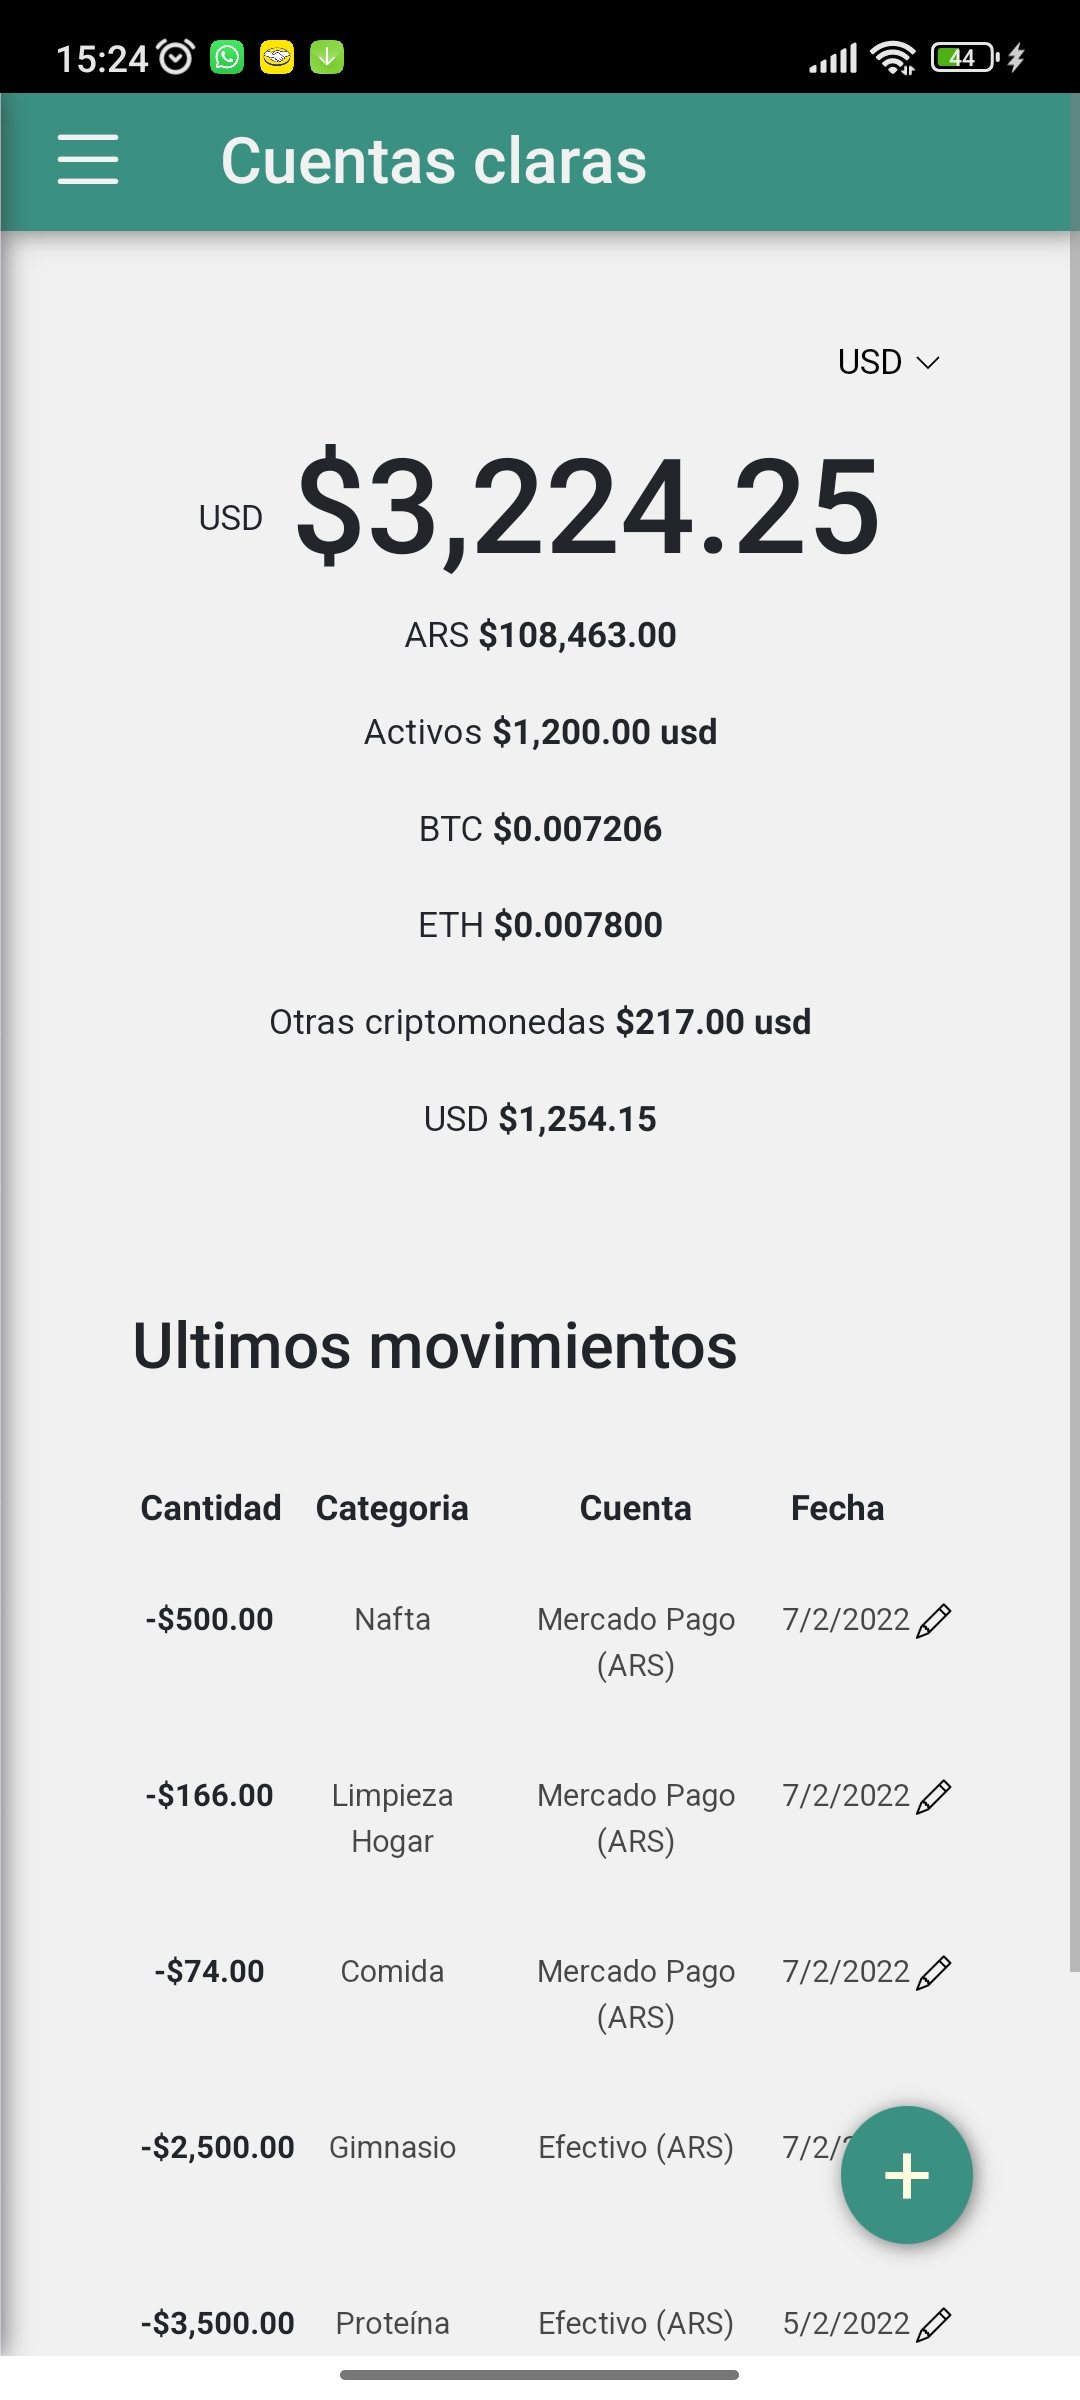 15:24
44
Cuentas claras
USD
USD $3,224.25
ARS $108,463.00
Activos $1,200.00 usd
BTC $0.007206
ETH $0.007800
Otras criptomonedas $217.00 usd
USD $1,254.15
Ultimos movimientos
Cantidad Categoria Cuenta Fecha
-$500.00 Nafta Mercado Pago 7/2/2022
(ARS)
-$166.00 Limpieza Mercado Pago 7/2/2022
Hogar (ARS)
-$74.00 Comida Mercado Pago 7/2/2022
(ARS)
-$2,500.00 Gimnasio Efectivo (ARS) 7/2/
+
-$3,500.00 Proteína Efectivo (ARS) 5/2/2022